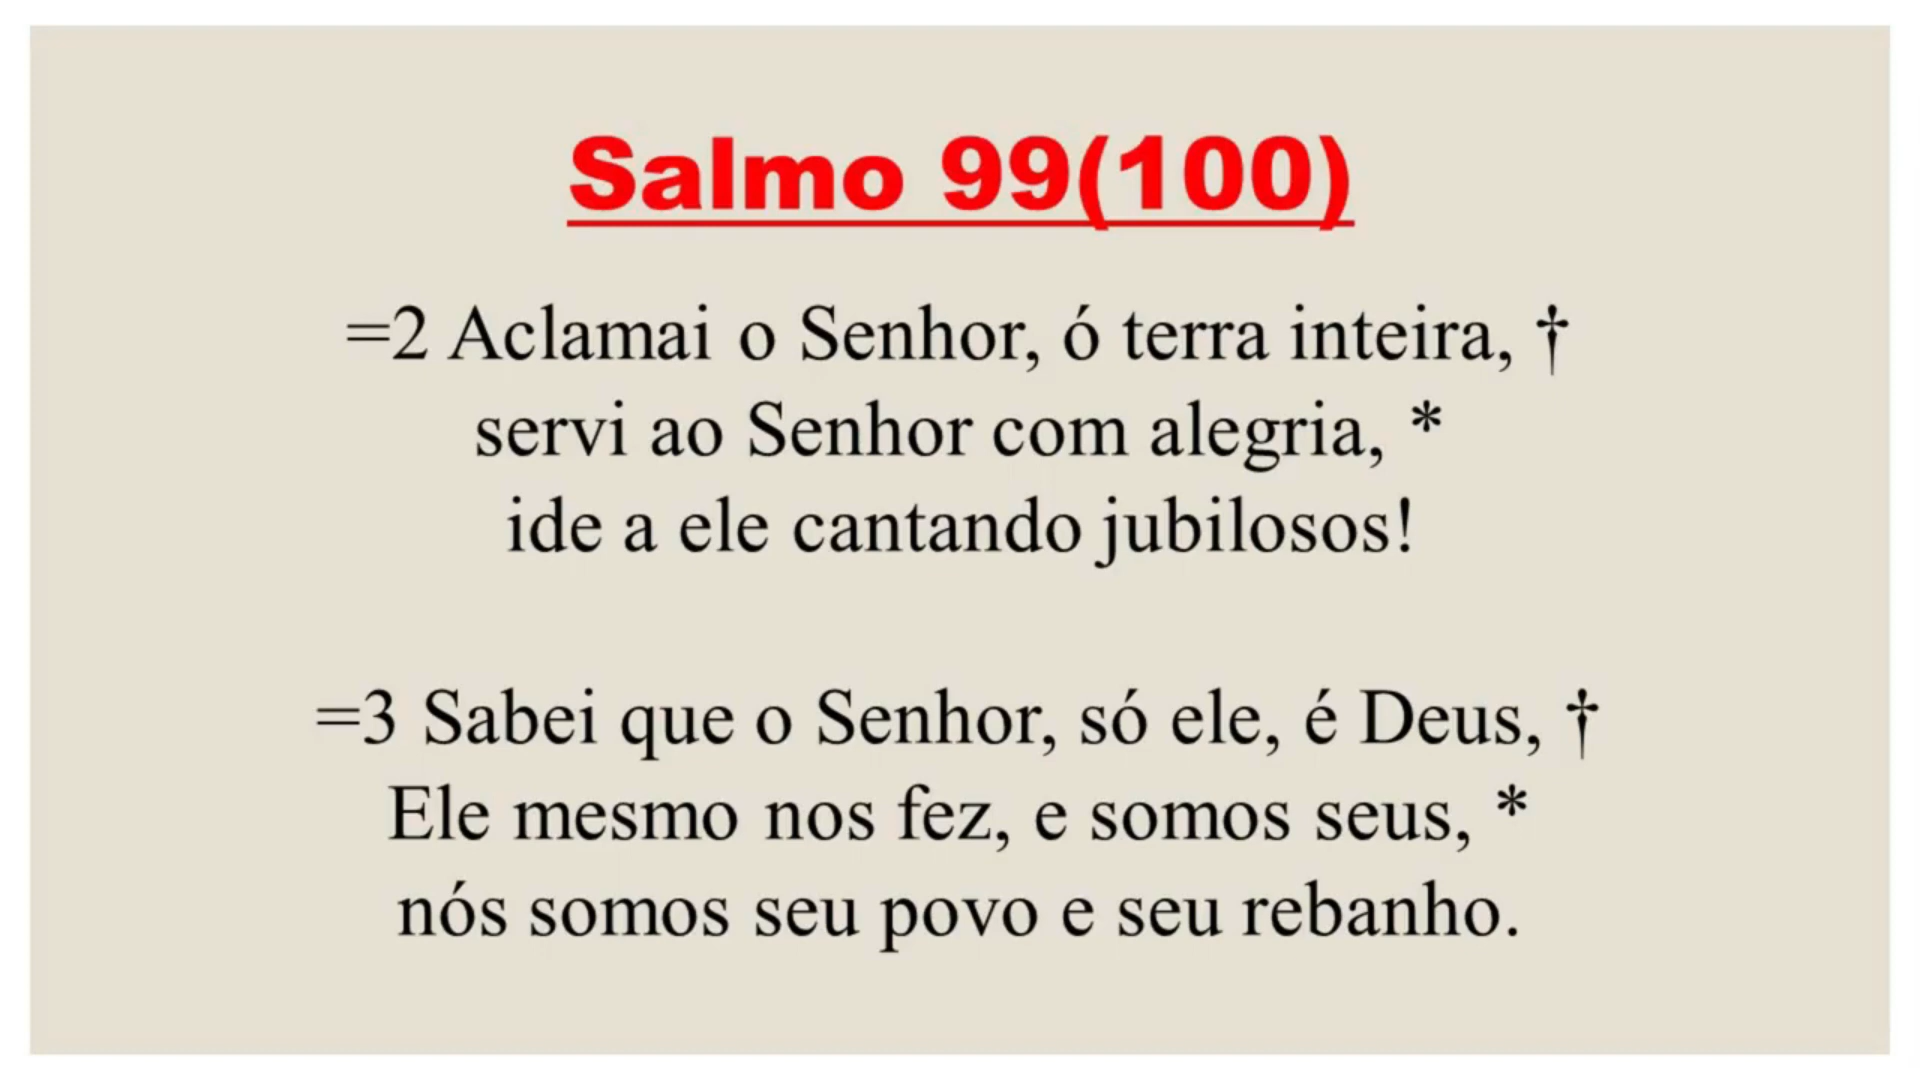 Salmo 99(100)
=2 Aclamai o Senhor, ó terra inteira, †
servi ao Senhor com alegria, *
ide a ele cantando jubilosos!
=3 Sabei que o Senhor, só ele, é Deus, †
Ele mesmo nos fez, e somos seus, *
nós somos seu povo e seu rebanho.